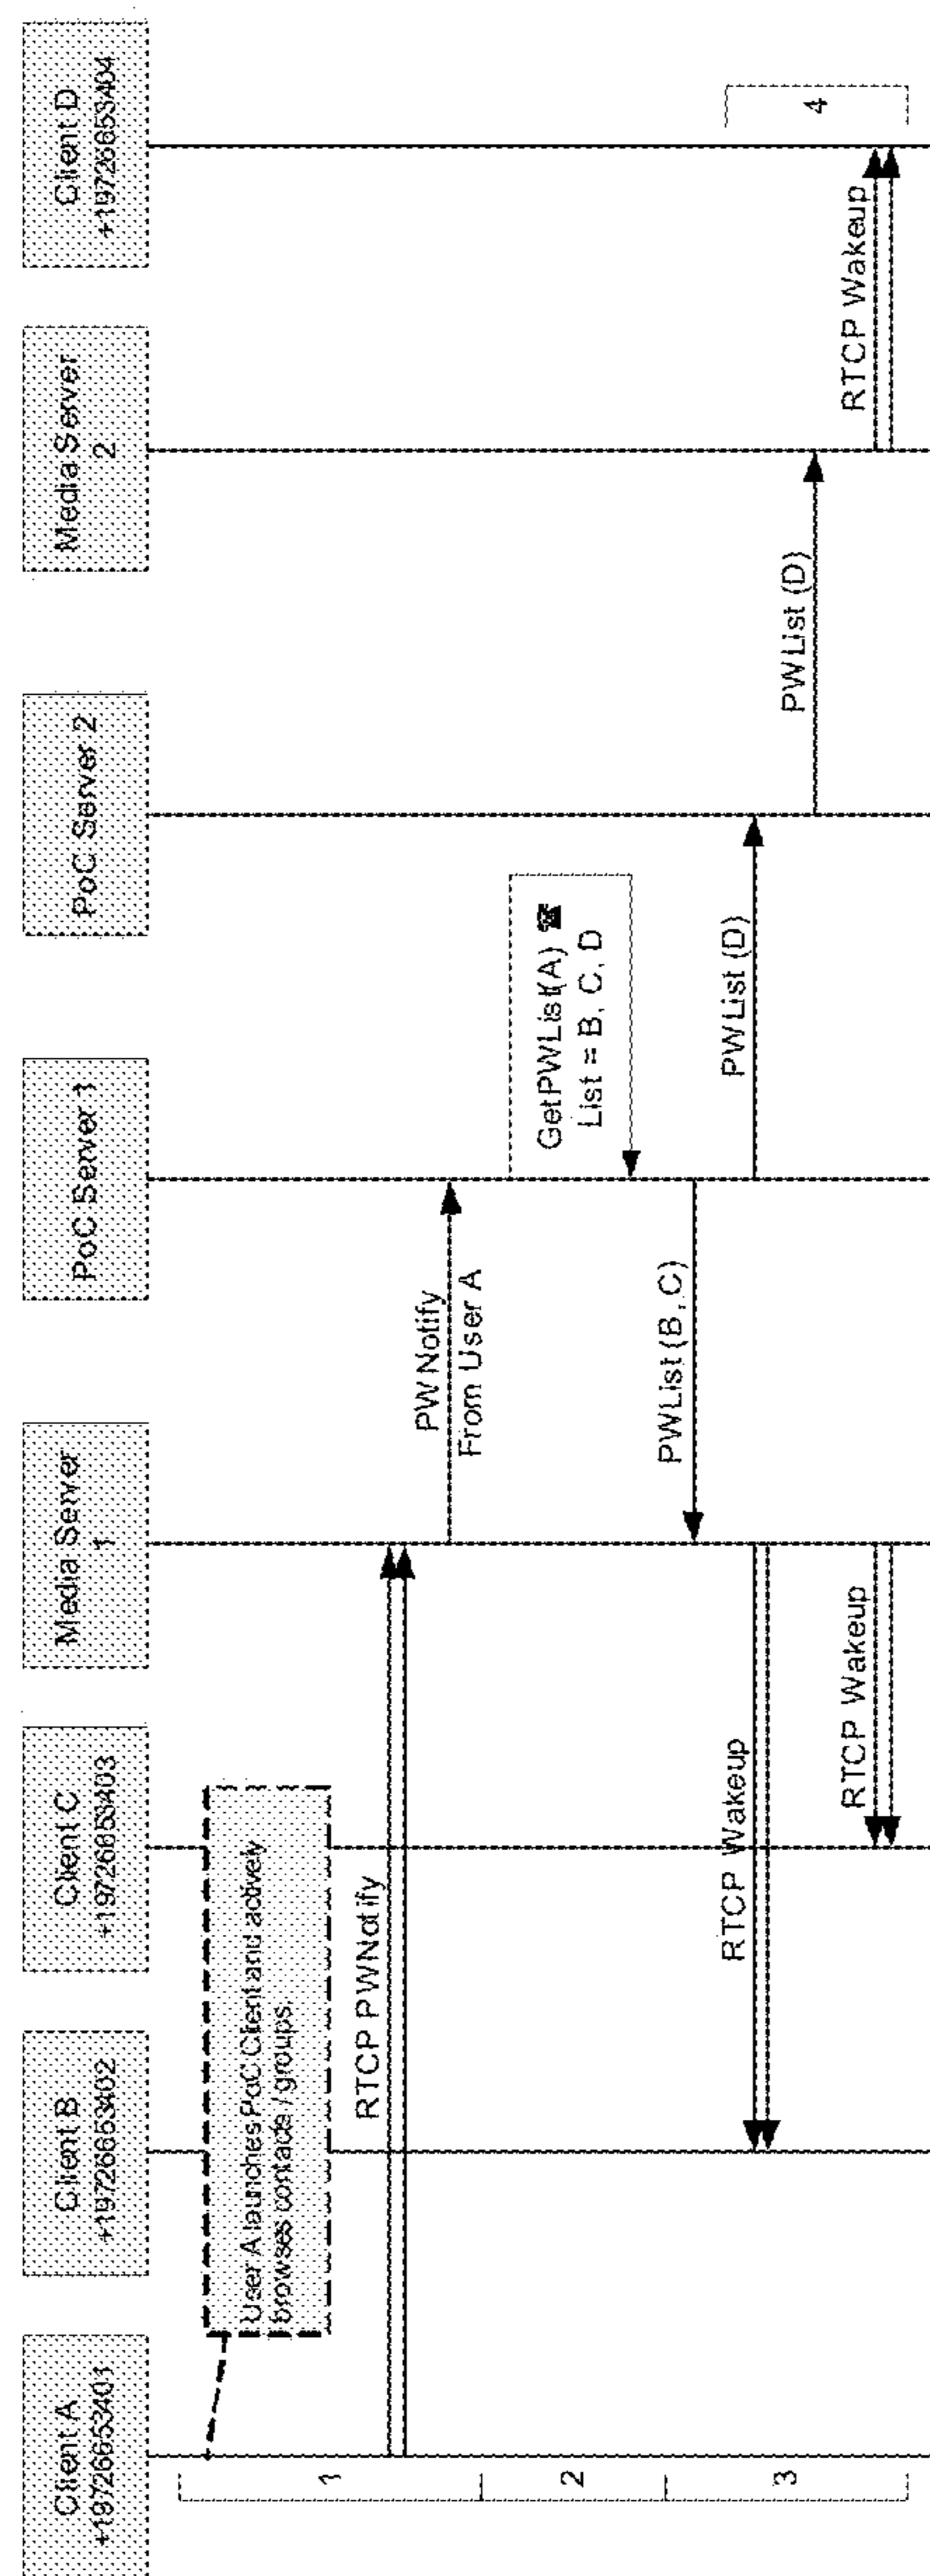 Client A
+19726653401
Client B
+19726653402
Client C
+19726653403
Media Server
1
PoC Server 1
PoC Server 2
Media Server
2
Client D
+19726653404
User A launches PoC Client and actively
browses contacts / groups.
RTCP PWNotify
PW Notify
From User A
1
GetPWList(A) ☎
List = B, C, D
2
PWList (B, C)
RTCP Wakeup
PWList (D)
PWList (D)
RTCP Wakeup
RTCP Wakeup
3
4